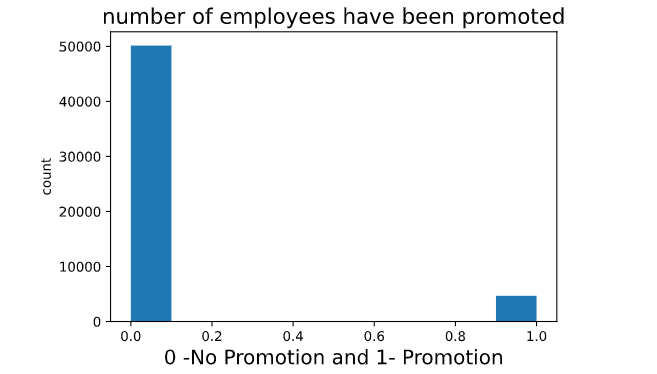 number of employees have been promoted
50000
40000
30000
20000
10000
0
count
0.0 0.2 0.4 0.6 0.8 1.0
0 -No Promotion and 1- Promotion